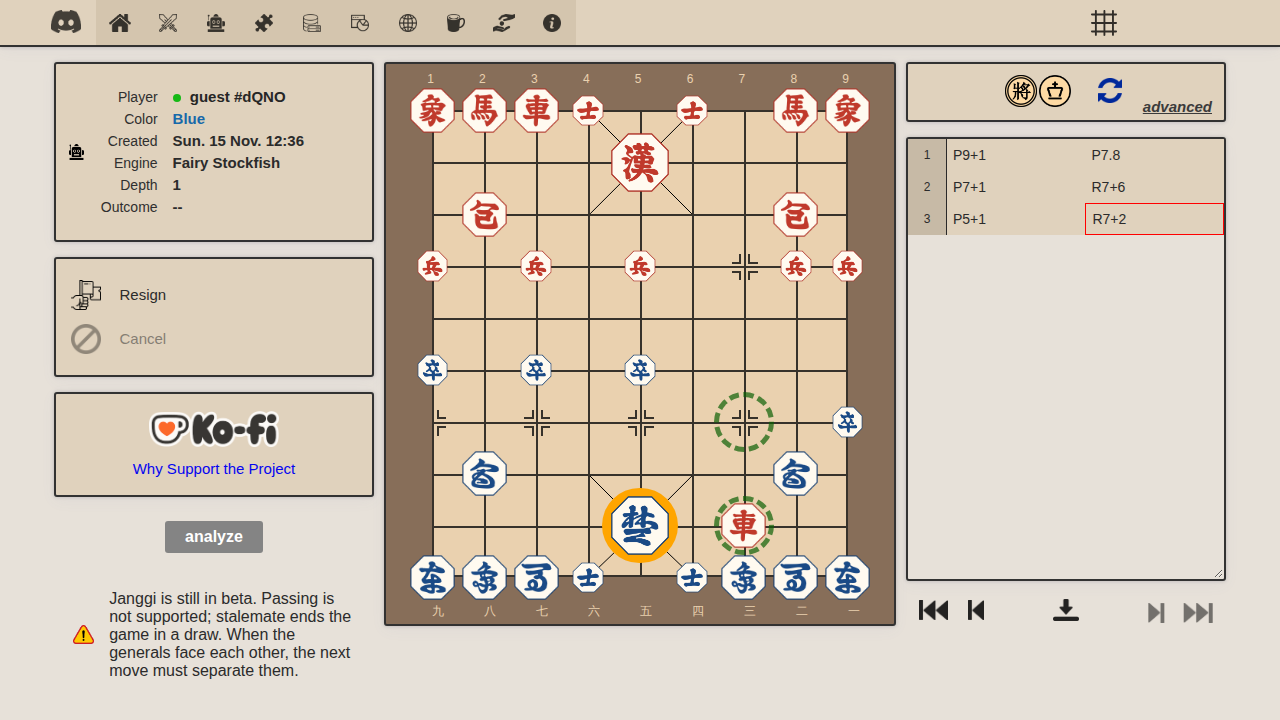 Player guest #dQNO
Color Blue
Created Sun. 15 Nov. 12:36
Engine Fairy Stockfish
Depth 1
Outcome --
Resign
Cancel
Ko-fi
Why Support the Project
analyze
Janggi is still in beta. Passing is
not supported; stalemate ends the
game in a draw. When the
generals face each other, the next
move must separate them.
1 2 3 4 5 6 7 8 9
象 馬 車 士 士 馬 象
漢
包 包
兵 兵 兵 兵 兵
卒 卒 卒
卒
包 包
楚 車
象 車 馬 士 士 車 馬 象
九 八 七 六 五 四 三 二 一
將
advanced
1 P9+1 P7.8
2 P7+1 R7+6
3 P5+1 R7+2